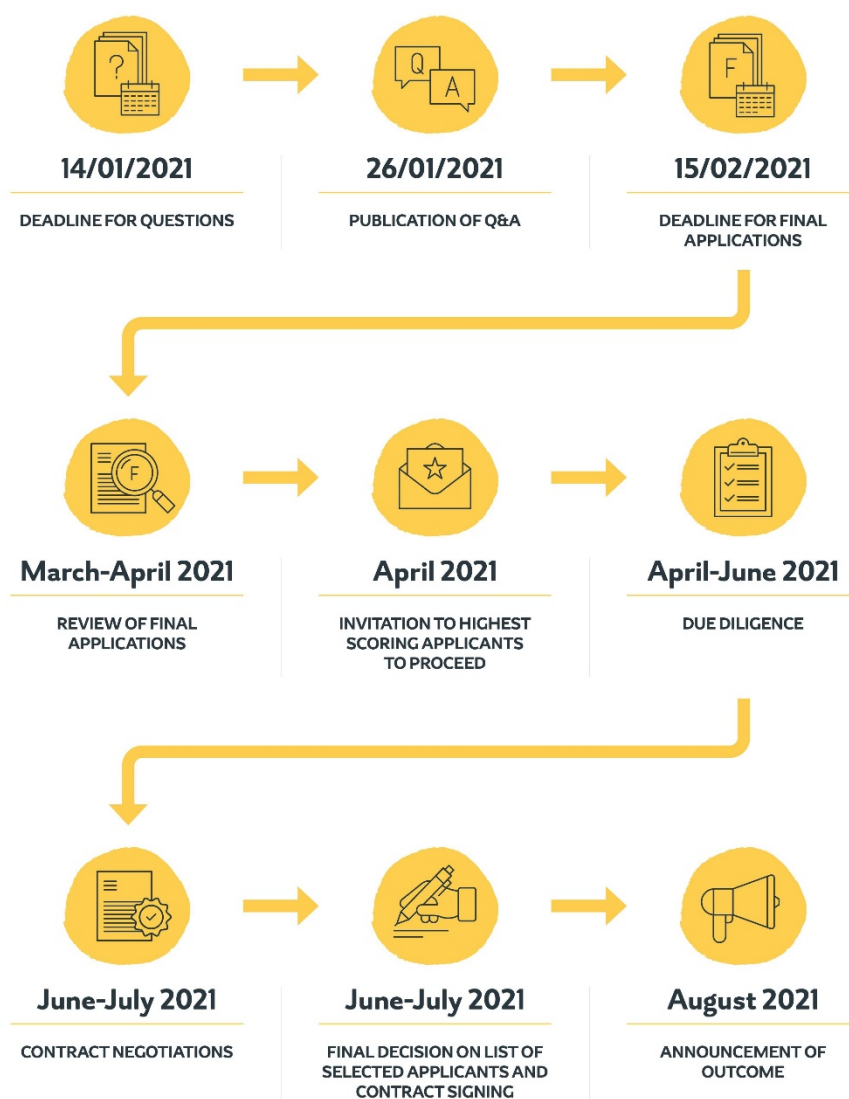 ?
Q
A
F
14/01/2021
26/01/2021
15/02/2021
DEADLINE FOR QUESTIONS
PUBLICATION OF Q&A
DEADLINE FOR FINAL
APPLICATIONS
F
March-April 2021
April 2021
April-June 2021
REVIEW OF FINAL
APPLICATIONS
INVITATION TO HIGHEST
SCORING APPLICANTS
TO PROCEED
DUE DILIGENCE
June-July 2021
June-July 2021
August 2021
CONTRACT NEGOTIATIONS
FINAL DECISION ON LIST OF
SELECTED APPLICANTS AND
CONTRACT SIGNING
ANNOUNCEMENT OF
OUTCOME